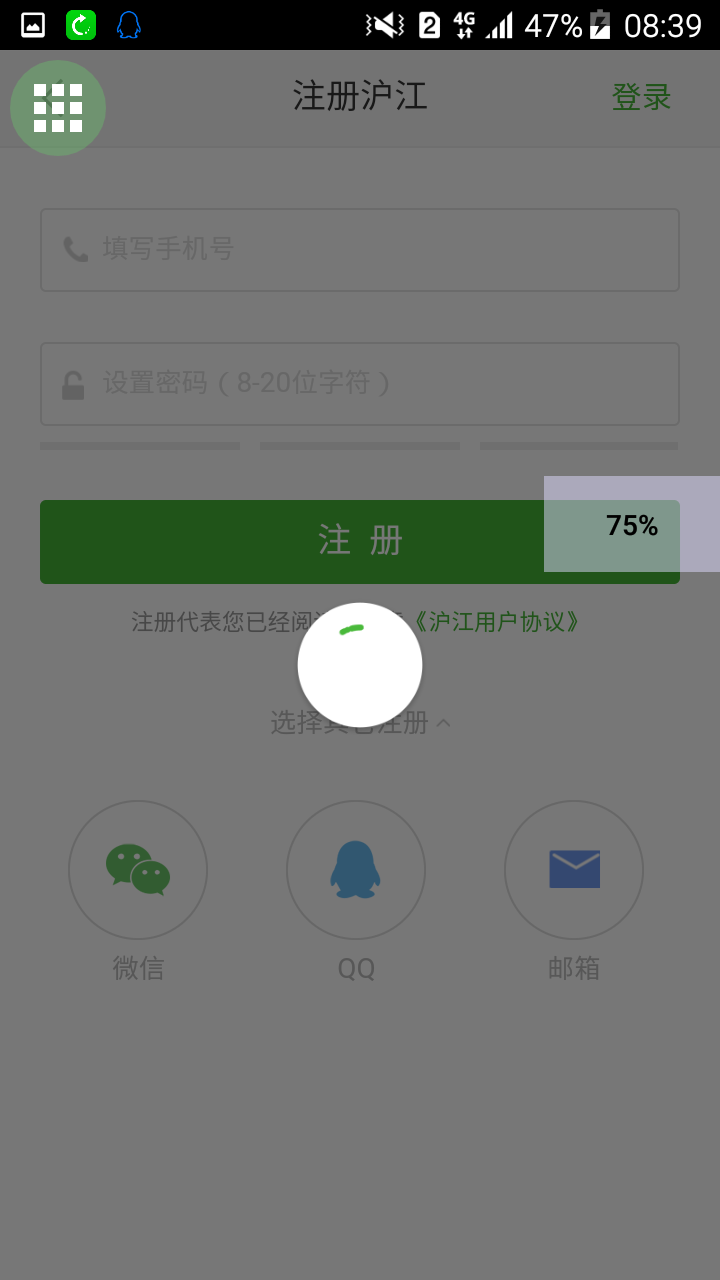 2 4G 47% 08:39
注册沪江 登录
填写手机号
设置密码（8-20位字符）
注 册
75%
注册代表您已经阅 《沪江用户协议》
选择其它注册
微信 QQ 邮箱